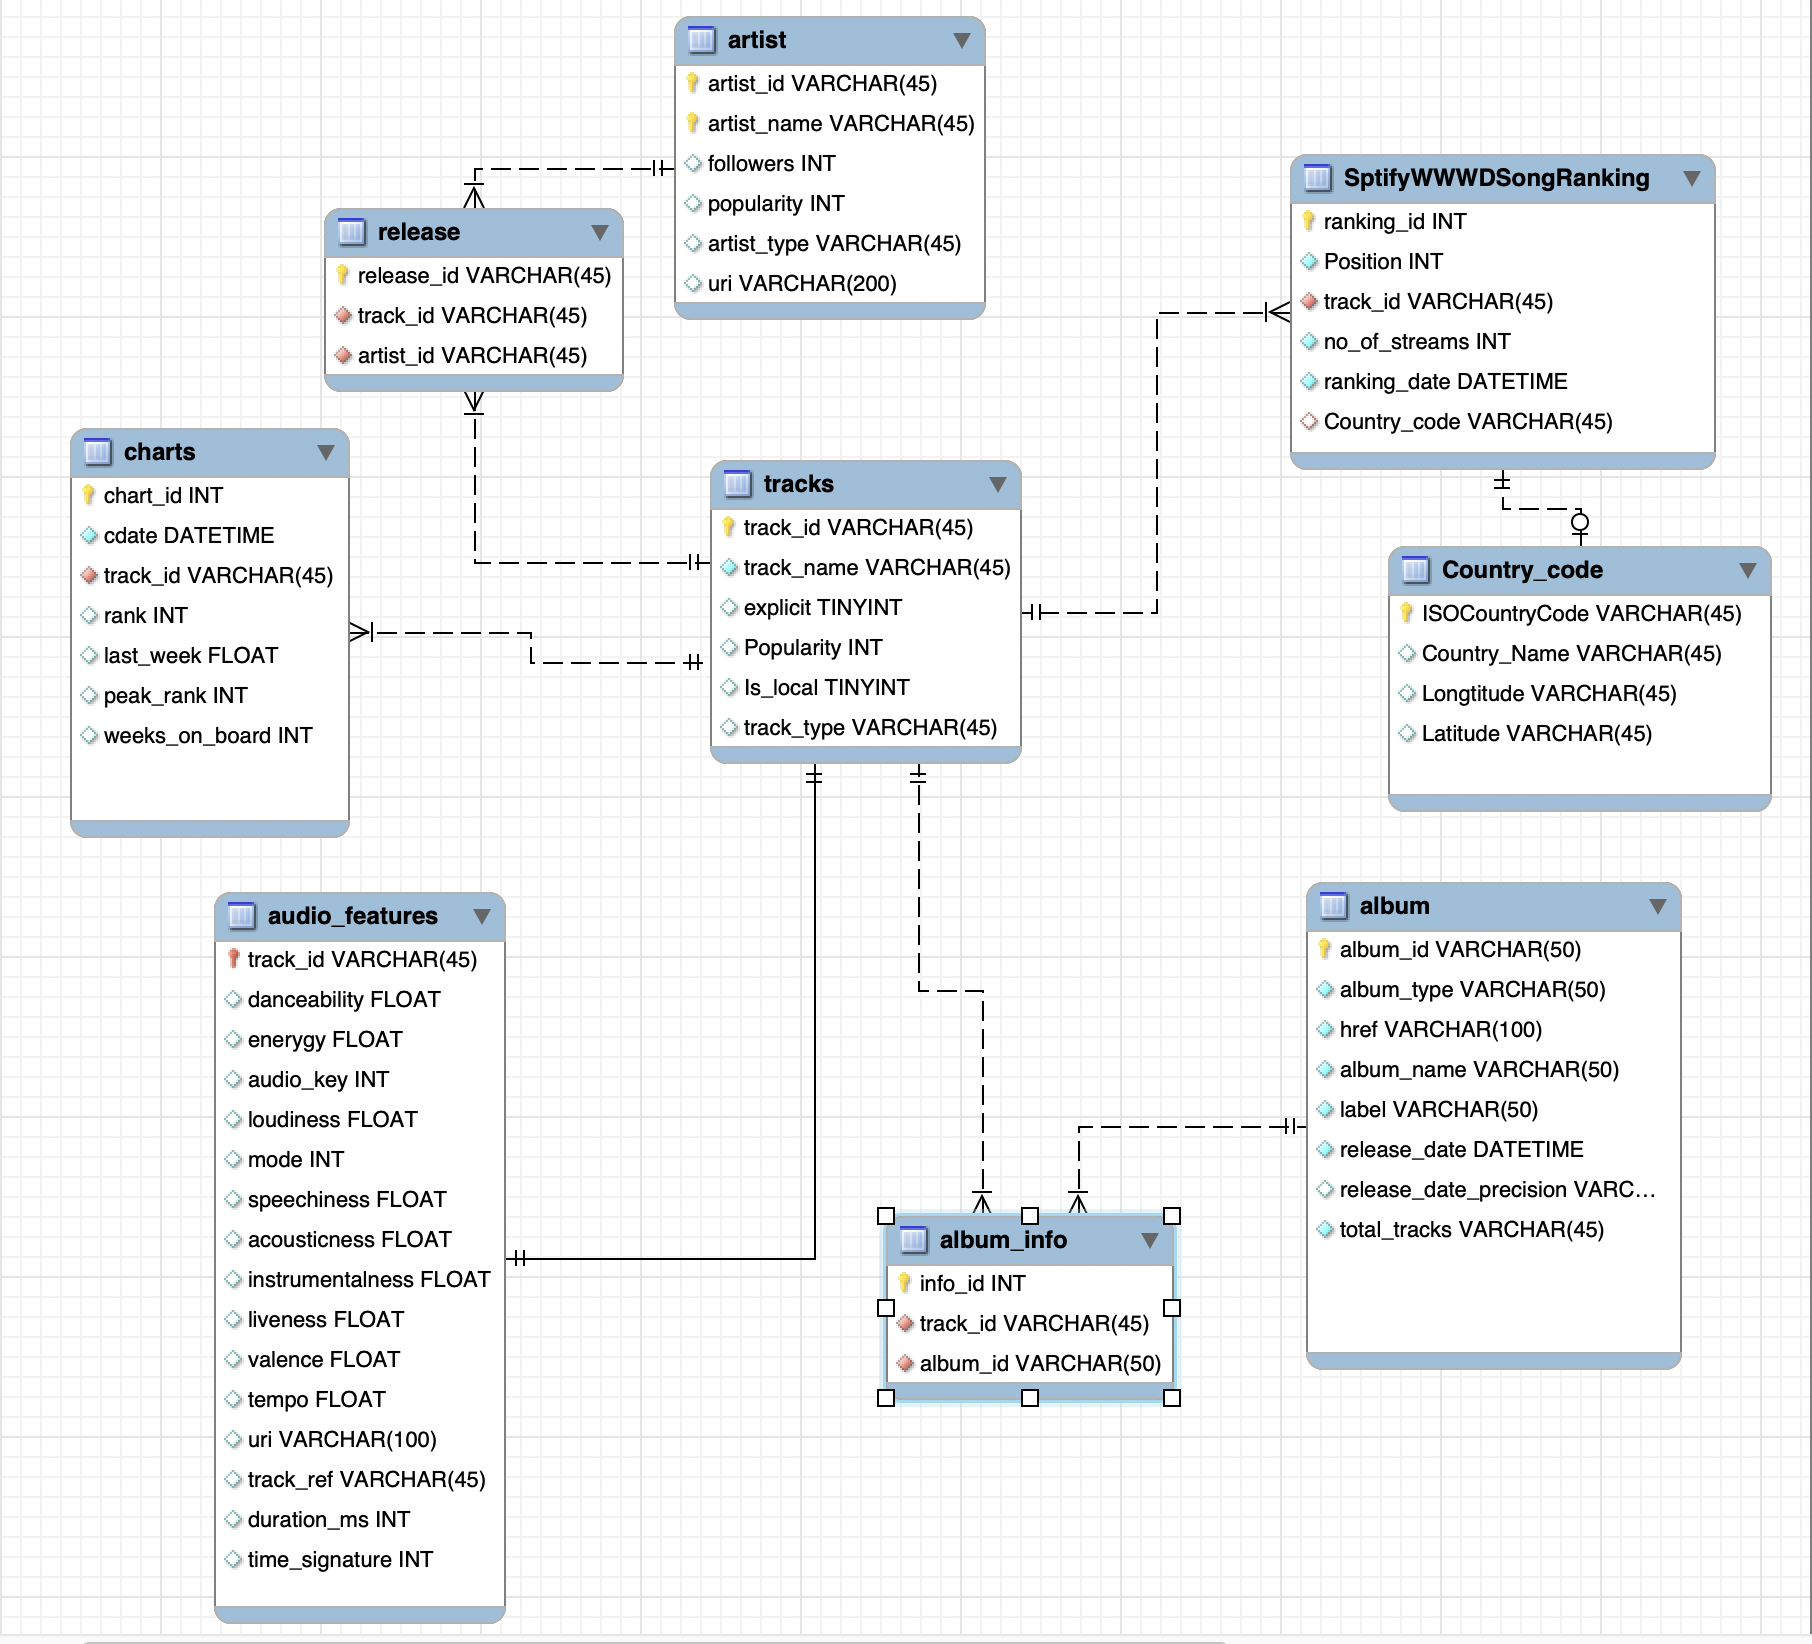 artist
artist_id VARCHAR(45)
artist_name VARCHAR(45)
followers INT
popularity INT
artist_type VARCHAR(45)
uri VARCHAR(200)
release
release_id VARCHAR(45)
track_id VARCHAR(45)
artist_id VARCHAR(45)
SptifyWWWDSongRanking
ranking_id INT
Position INT
track_id VARCHAR(45)
no_of_streams INT
ranking_date DATETIME
Country_code VARCHAR(45)
charts
chart_id INT
cdate DATETIME
track_id VARCHAR(45)
rank INT
last_week FLOAT
peak_rank INT
weeks_on_board INT
tracks
track_id VARCHAR(45)
track_name VARCHAR(45)
explicit TINYINT
Popularity INT
Is_local TINYINT
track_type VARCHAR(45)
Country_code
ISOCountryCode VARCHAR(45)
Country_Name VARCHAR(45)
Longtitude VARCHAR(45)
Latitude VARCHAR(45)
audio_features
track_id VARCHAR(45)
danceability FLOAT
enerygy FLOAT
audio_key INT
loudiness FLOAT
mode INT
speechiness FLOAT
acousticness FLOAT
instrumentalness FLOAT
liveness FLOAT
valence FLOAT
tempo FLOAT
uri VARCHAR(100)
track_ref VARCHAR(45)
duration_ms INT
time_signature INT
album
album_id VARCHAR(50)
album_type VARCHAR(50)
href VARCHAR(100)
album_name VARCHAR(50)
label VARCHAR(50)
release_date DATETIME
release_date_precision VARC...
total_tracks VARCHAR(45)
album_info
info_id INT
track_id VARCHAR(45)
album_id VARCHAR(50)